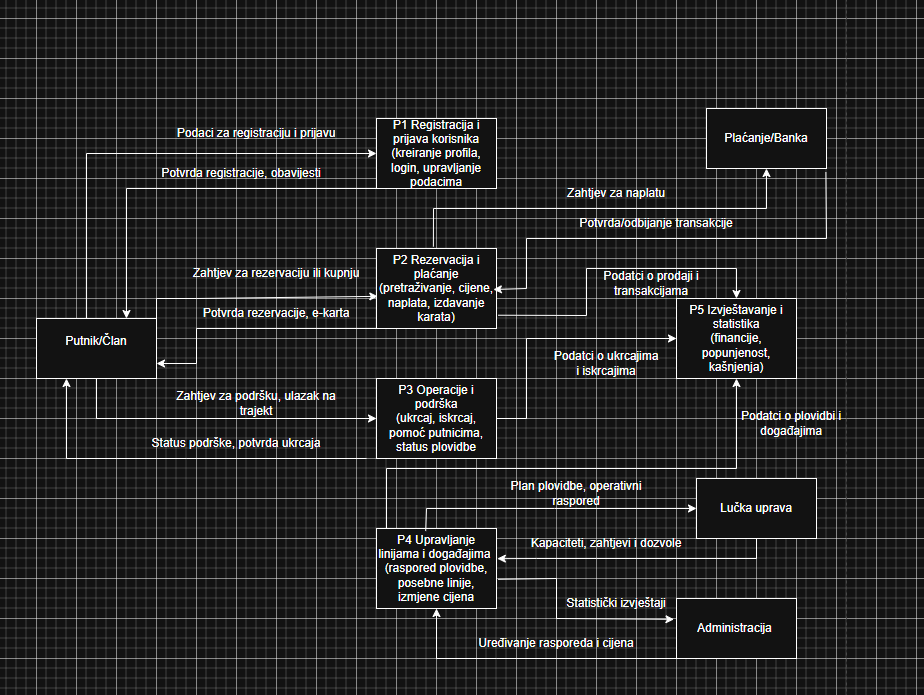 Podaci za registraciju i prijavu
P1 Registracija i
prijava korisnika
(kreiranje profila,
login, upravljanje
podacima
Plaćanje/Banka
Potvrda registracije, obavijesti
Zahtjev za naplatu
Potvrda/odbijanje transakcije
Zahtjev za rezervaciju ili kupnju
P2 Rezervacija i
plaćanje
(pretraživanje, cijene,
naplata, izdavanje
karata)
Podatci o prodaji i
transakcijama
Potvrda rezervacije, e-karta
P5 Izvještavanje i
statistika
(financije,
popunjenost,
kašnjenja)
Putnik/Član
Podatci o ukrcajima
i iskrcajima
Zahtjev za podršku, ulazak na
trajekt
P3 Operacije i
podrška
(ukrcaj, iskrcaj,
pomoć putnicima,
status plovidbe
Status podrške, potvrda ukrcaja
Podatci o plovidbi i
događajima
Plan plovidbe, operativni
raspored
Lučka uprava
P4 Upravljanje
linijama i događajima
(raspored plovidbe,
posebne linije,
izmjene cijena
Kapaciteti, zahtjevi i dozvole
Statistički izvještaji
Administracija
Uređivanje rasporeda i cijena